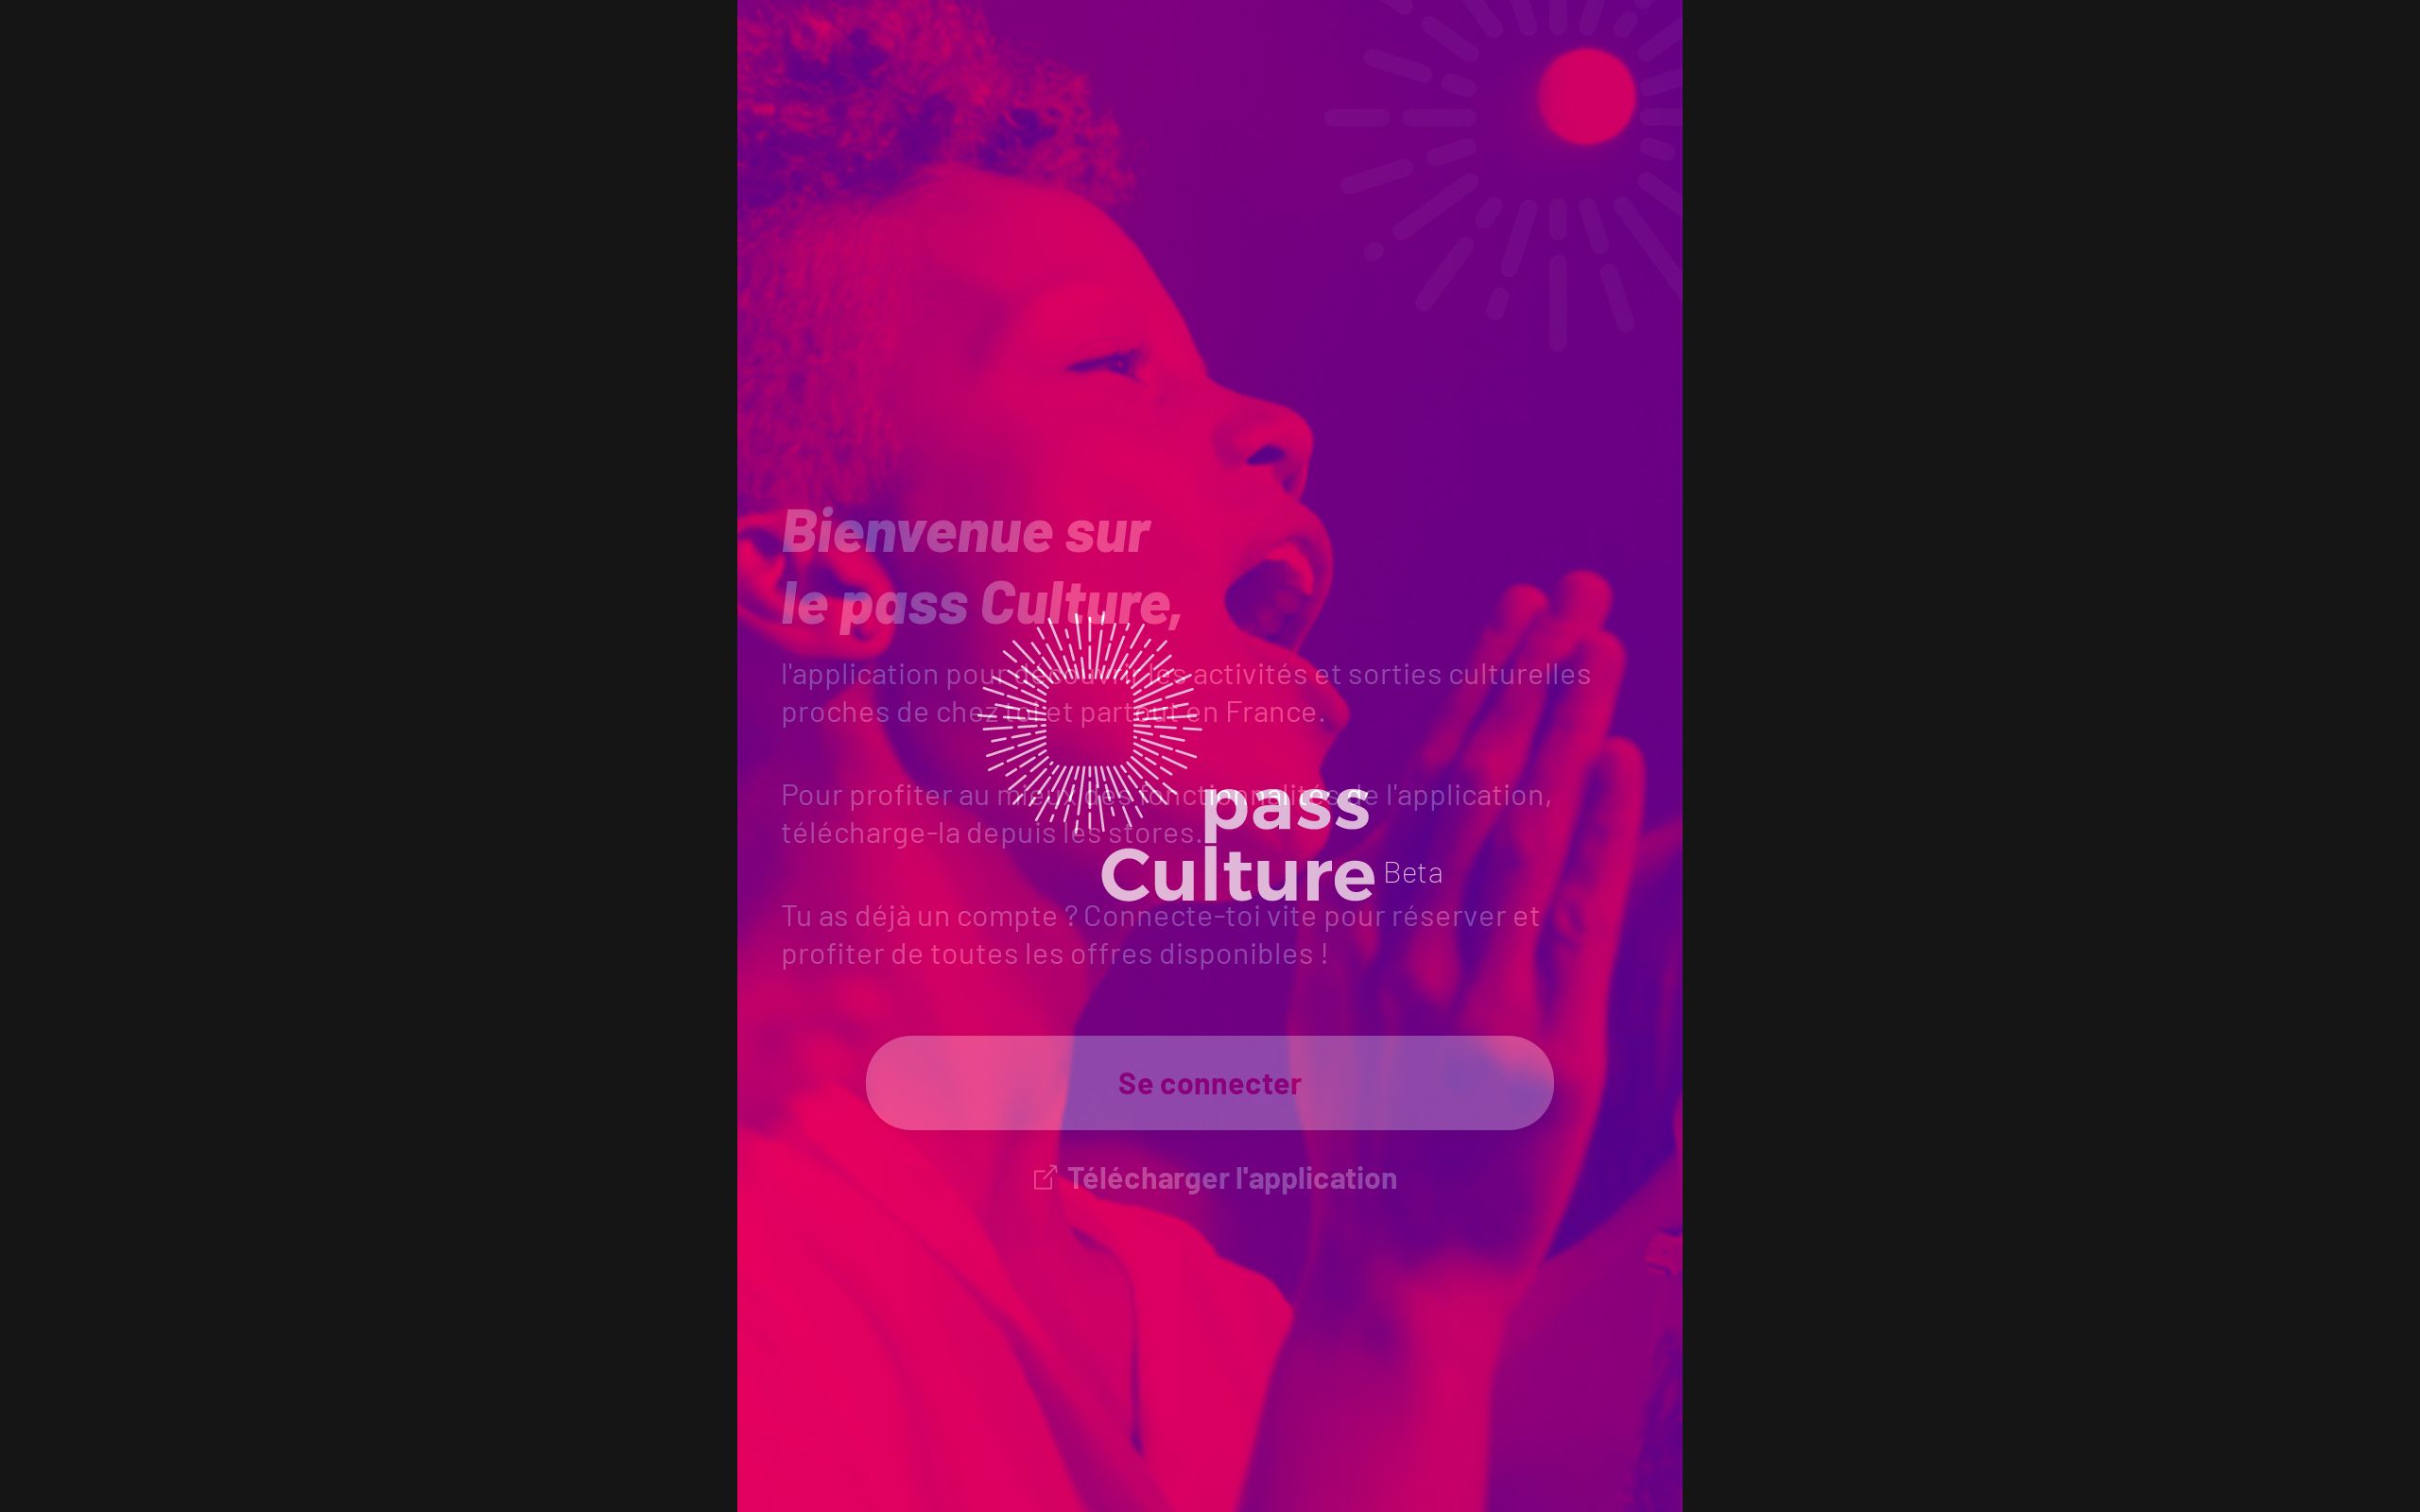 Bienvenue sur
le pass Culture,
l'application pour découvrir les activités et sorties culturelles
proches de chez toi et partout en France.
Pour profiter au mieux des fonctionnalités de l'application,
télécharge-la depuis les stores.
pass
Culture Beta
Tu as déjà un compte ? Connecte-toi vite pour réserver et
profiter de toutes les offres disponibles !
Se connecter
Télécharger l'application